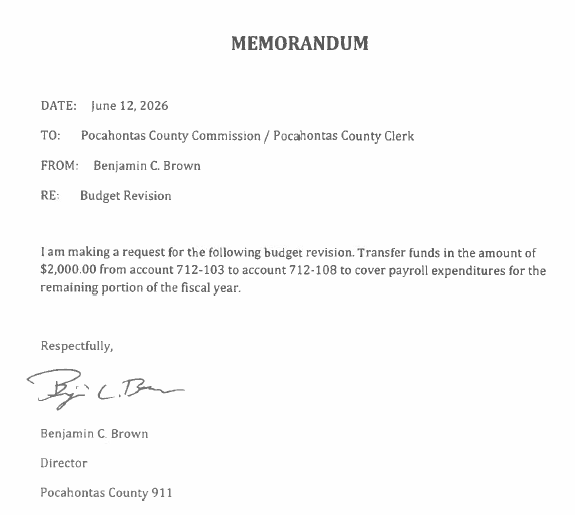 MEMORANDUM
DATE: June 12, 2026
TO: Pocahontas County Commission / Pocahontas County Clerk
FROM: Benjamin C. Brown
RE: Budget Revision
I am making a request for the following budget revision. Transfer funds in the amount of
$2,000.00 from account 712-103 to account 712-108 to cover payroll expenditures for the
remaining portion of the fiscal year.
Respectfully,
Benjamin C. Brown
Director
Pocahontas County 911